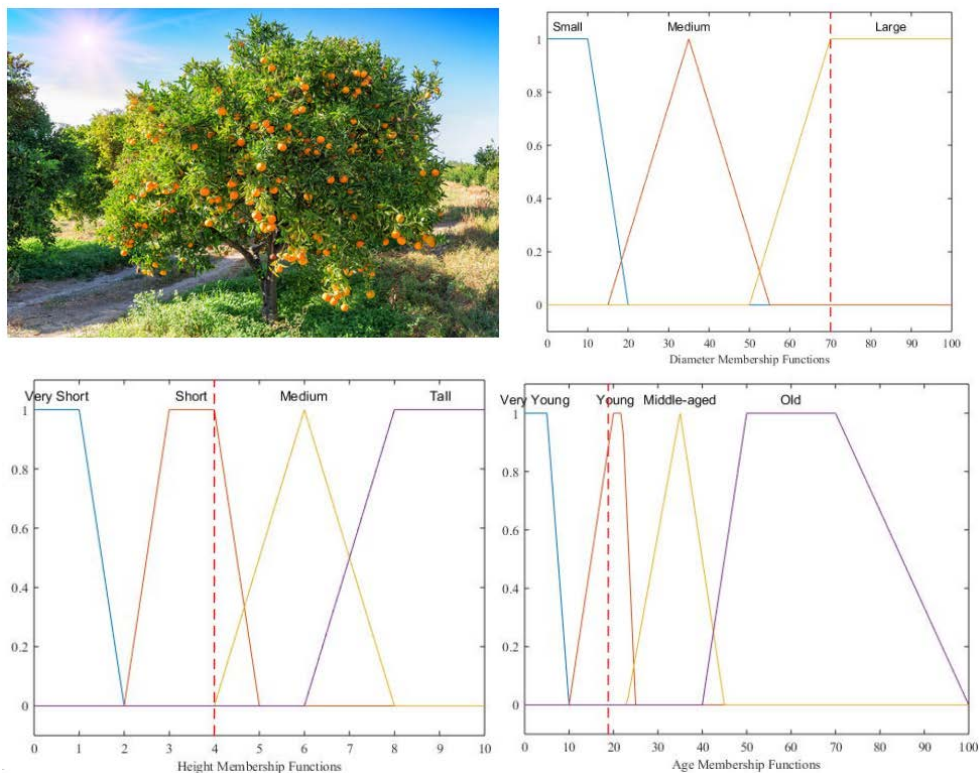 Small Medium Large
1
0.8
0.6
0.4
0.2
0
0 10 20 30 40 50 60 70 80 90 100
Diameter Membership Functions
Very Short Short Medium Tall
1
0.8
0.6
0.4
0.2
0
0 1 2 3 4 5 6 7 8 9 10
Height Membership Functions
Very Young Young Middle-aged Old
1
0.8
0.6
0.4
0.2
0
0 10 20 30 40 50 60 70 80 90 100
Age Membership Functions